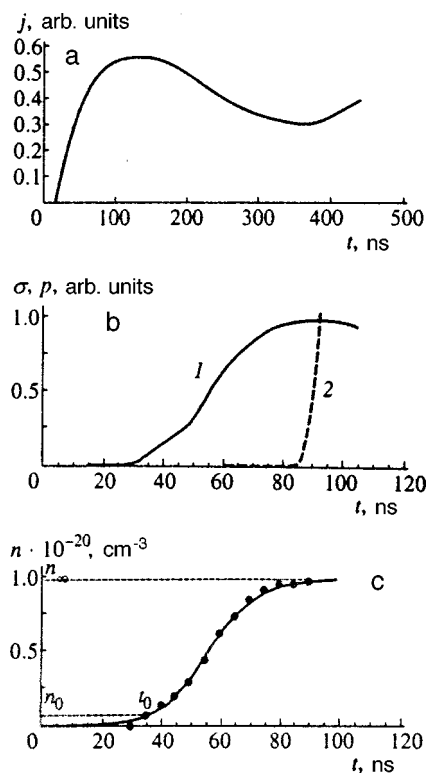 j, arb. units
a
0.6
0.5
0.4
0.3
0.2
0.1
0 100 200 300 400 500
t, ns
σ, p, arb. units
b
1.0
1
0.5
2
0 20 40 60 80 100 120
t, ns
n · 10⁻²⁰, cm⁻³
n∞
1.0
c
0.5
n₀
t₀
0 20 40 60 80 100 120
t, ns